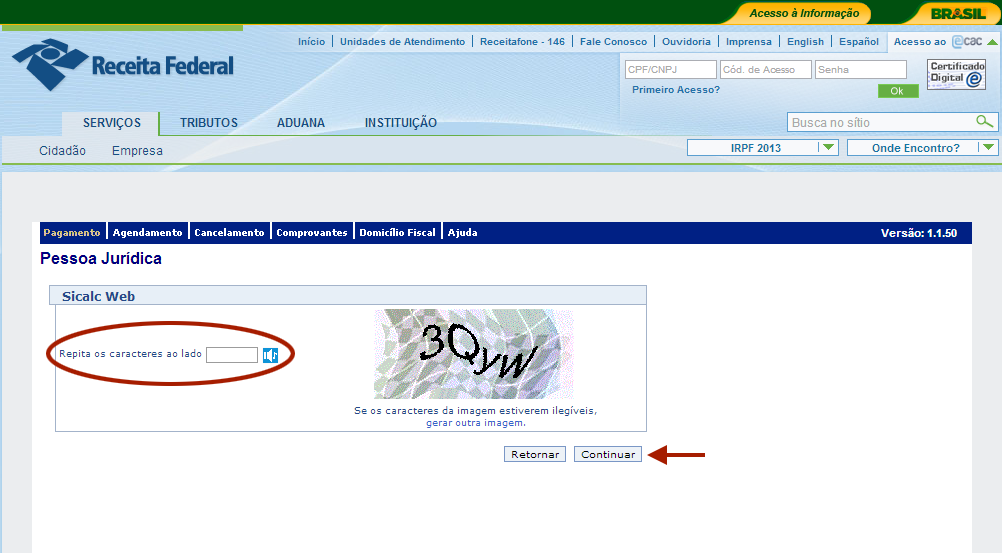 Acesso à Informação
BRASIL
Receita Federal
Início | Unidades de Atendimento | Receitafone - 146 | Fale Conosco | Ouvidoria | Imprensa | English | Español
Acesso ao eCAC
CPF/CNPJ
Cód. de Acesso
Senha
Certificado Digital
Primeiro Acesso?
Ok
SERVIÇOS
TRIBUTOS
ADUANA
INSTITUIÇÃO
Busca no sítio
Cidadão
Empresa
IRPF 2013
Onde Encontro?
Pagamento
Agendamento
Cancelamento
Comprovantes
Domicílio Fiscal
Ajuda
Versão: 1.1.50
Pessoa Jurídica
Sicalc Web
Repita os caracteres ao lado
3Qyw
Se os caracteres da imagem estiverem ilegíveis,
gerar outra imagem.
Retornar
Continuar